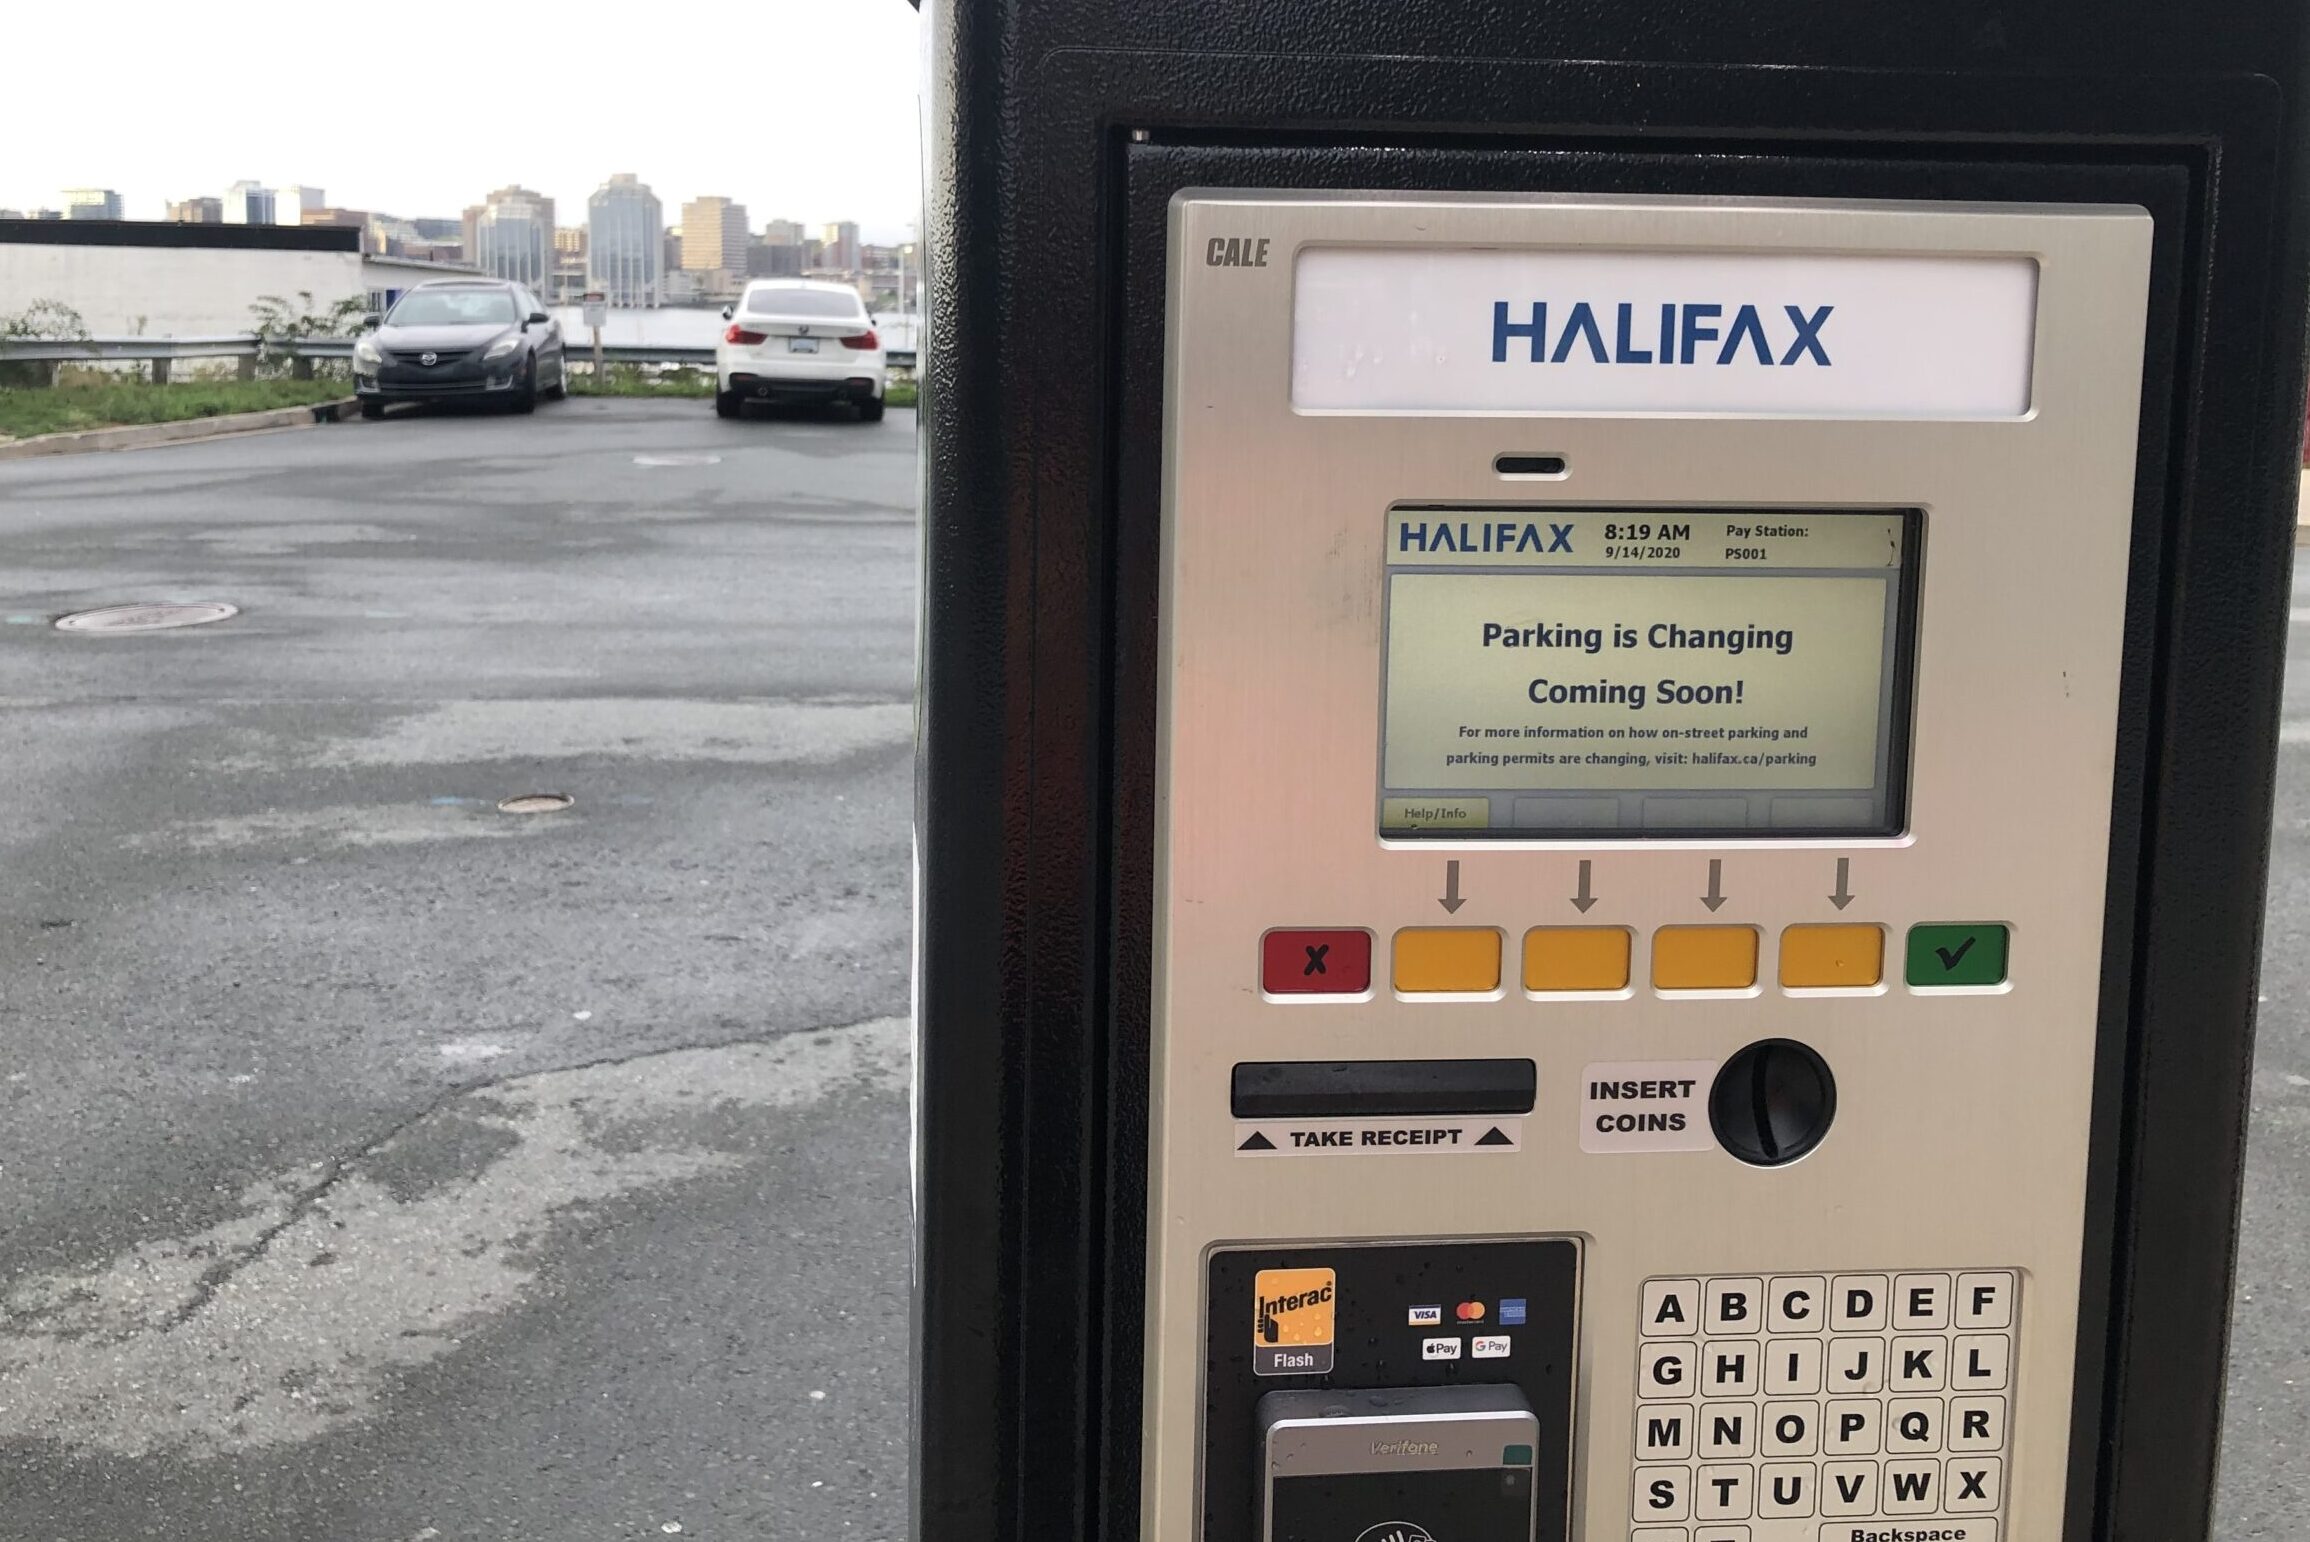 CALE
HALIFAX
HALIFAX 8:19 AM Pay Station:
9/14/2020 PS001
Parking is Changing
Coming Soon!
For more information on how on-street parking and
parking permits are changing, visit: halifax.ca/parking
Help/Info
X
INSERT
COINS
TAKE RECEIPT
Interac
Flash
VISA mastercard
Pay G Pay
Verifone
A B C D E F
G H I J K L
M N O P Q R
S T U V W X
Backspace